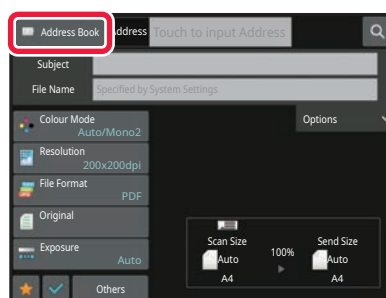 Address Book
Address
Touch to input Address
Subject
File Name
Specified by System Settings
Colour Mode
Auto/Mono2
Options
Resolution
200x200dpi
File Format
PDF
Original
Exposure
Auto
Others
Scan Size
Auto
A4
100%
Send Size
Auto
A4